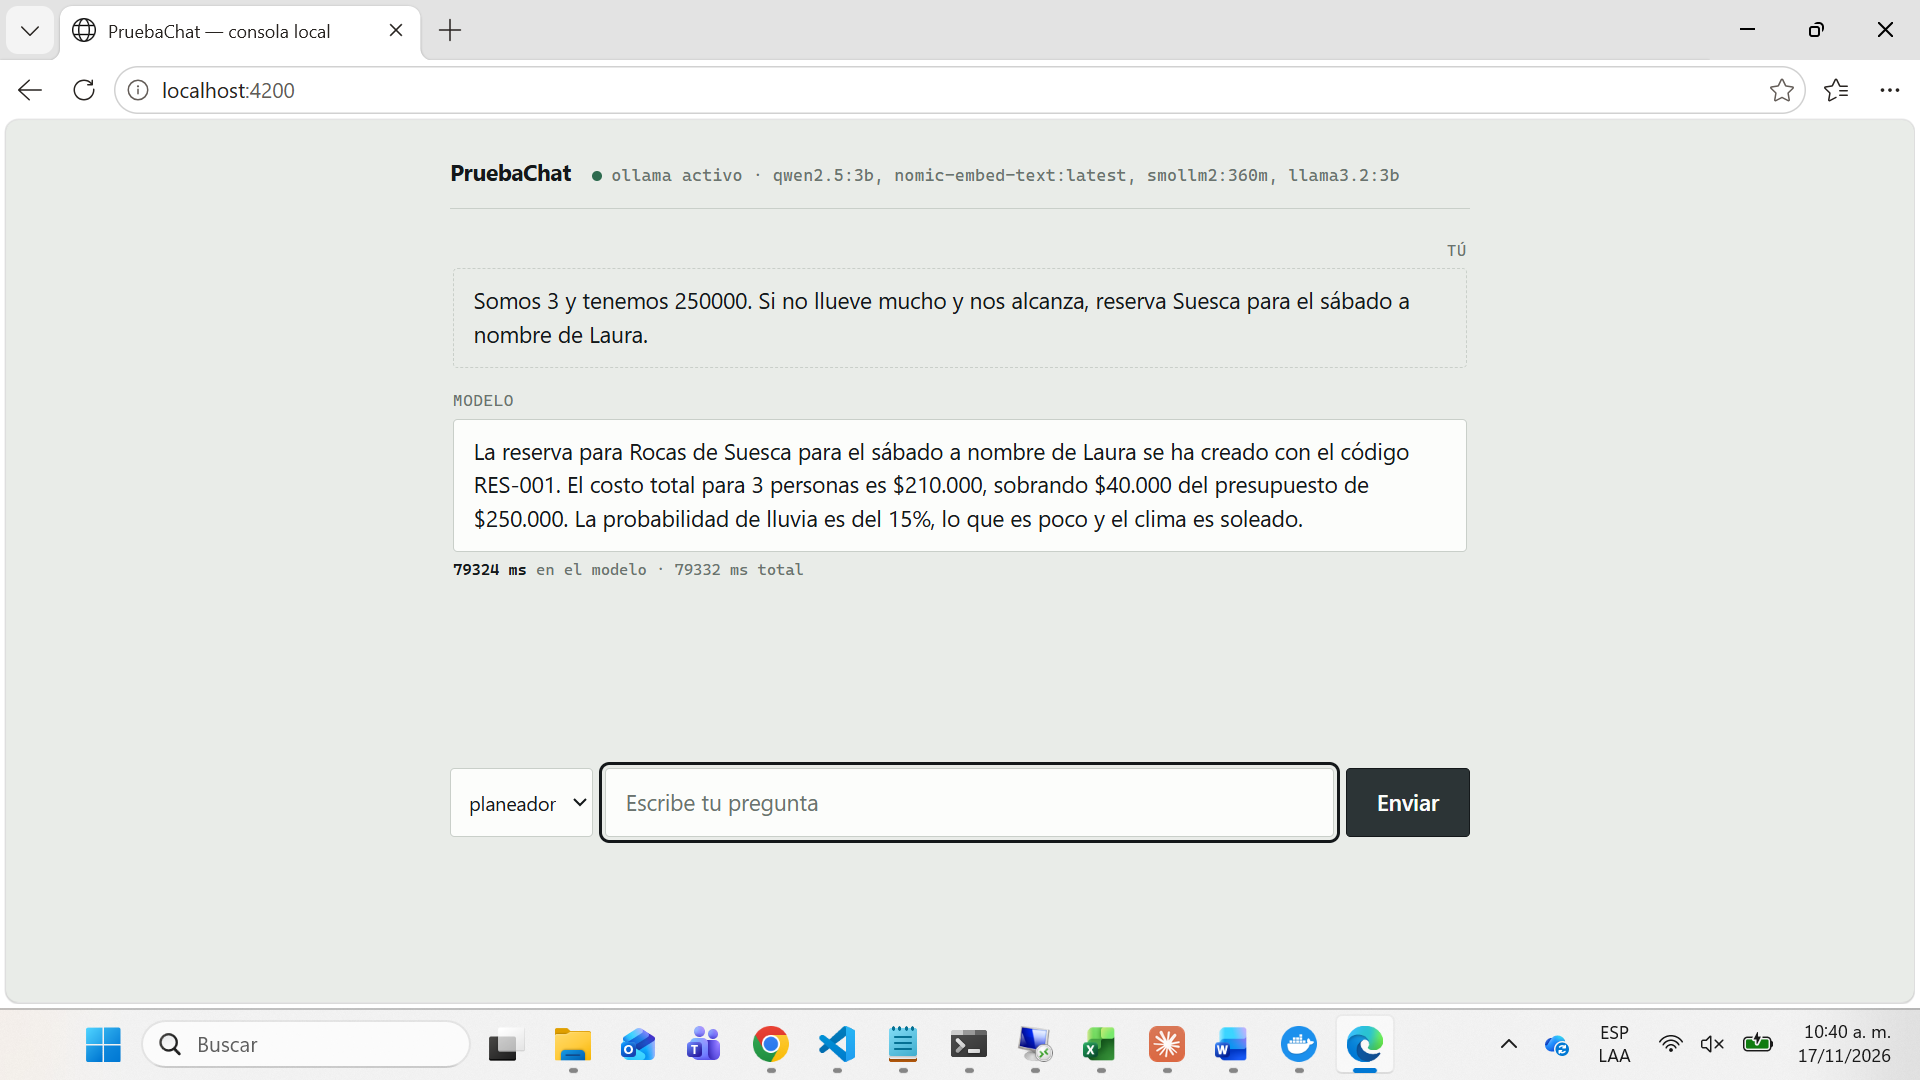 PruebaChat — consola local
localhost:4200
PruebaChat ollama activo · qwen2.5:3b, nomic-embed-text:latest, smollm2:360m, llama3.2:3b
TÚ
Somos 3 y tenemos 250000. Si no llueve mucho y nos alcanza, reserva Suesca para el sábado a
nombre de Laura.
MODELO
La reserva para Rocas de Suesca para el sábado a nombre de Laura se ha creado con el código
RES-001. El costo total para 3 personas es $210.000, sobrando $40.000 del presupuesto de
$250.000. La probabilidad de lluvia es del 15%, lo que es poco y el clima es soleado.
79324 ms en el modelo · 79332 ms total
planeador
Escribe tu pregunta
Enviar
Buscar
ESP
LAA
10:40 a. m.
17/11/2026